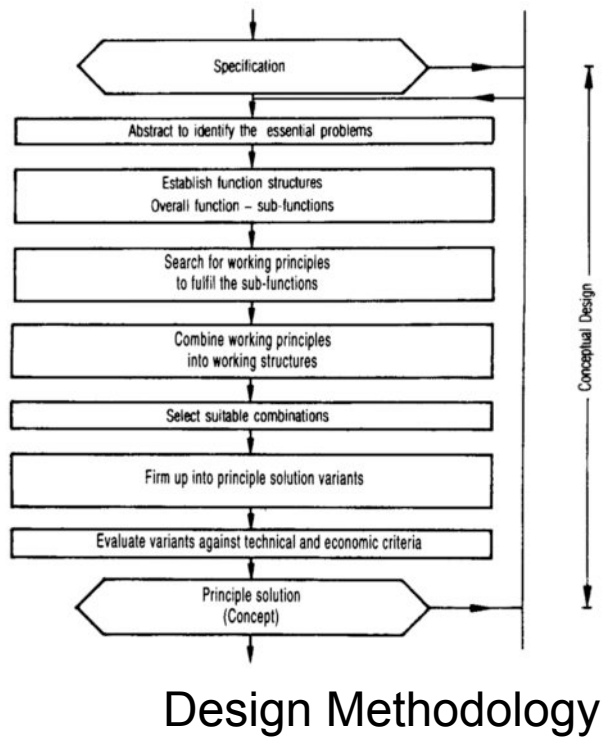 Specification
Abstract to identify the essential problems
Establish function structures
Overall function – sub-functions
Search for working principles
to fulfil the sub-functions
Combine working principles
into working structures
Select suitable combinations
Firm up into principle solution variants
Evaluate variants against technical and economic criteria
Principle solution
(Concept)
Conceptual Design
Design Methodology